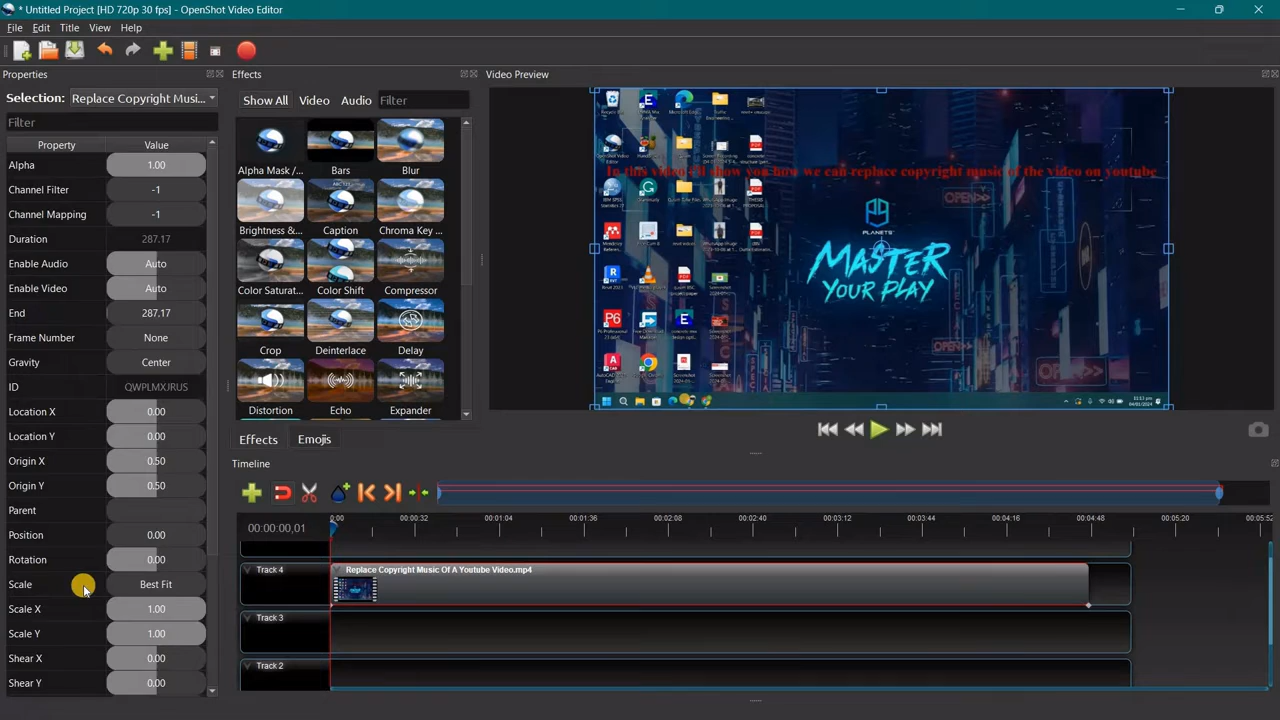 * Untitled Project [HD 720p 30 fps] - OpenShot Video Editor
File Edit Title View Help
Properties
Effects
Video Preview
Selection: Replace Copyright Musi...
Show All Video Audio Filter
Filter
Property Value
Alpha 1.00
Channel Filter -1
Channel Mapping -1
Duration 287.17
Enable Audio Auto
Enable Video Auto
End 287.17
Frame Number None
Gravity Center
ID QWPLMXJRUS
Location X 0.00
Location Y 0.00
Origin X 0.50
Origin Y 0.50
Parent
Position 0.00
Rotation 0.00
Scale Best Fit
Scale X 1.00
Scale Y 1.00
Shear X 0.00
Shear Y 0.00
Alpha Mask /... Bars Blur
Brightness &... Caption Chroma Key ...
Color Saturat... Color Shift Compressor
Crop Deinterlace Delay
Distortion Echo Expander
Effects Emojis
In this video i'll show you how we can replace copyright music of the video on youtube
OPEN
PLANETS
MASTER
YOUR PLAY
OPEN
OPEN
Timeline
00:00:00,01
0:00 00:00:32 00:01:04 00:01:36 00:02:08 00:02:40 00:03:12 00:03:44 00:04:16 00:04:48 00:05:20 00:05:52
Track 4
Replace Copyright Music Of A Youtube Video.mp4
Track 3
Track 2